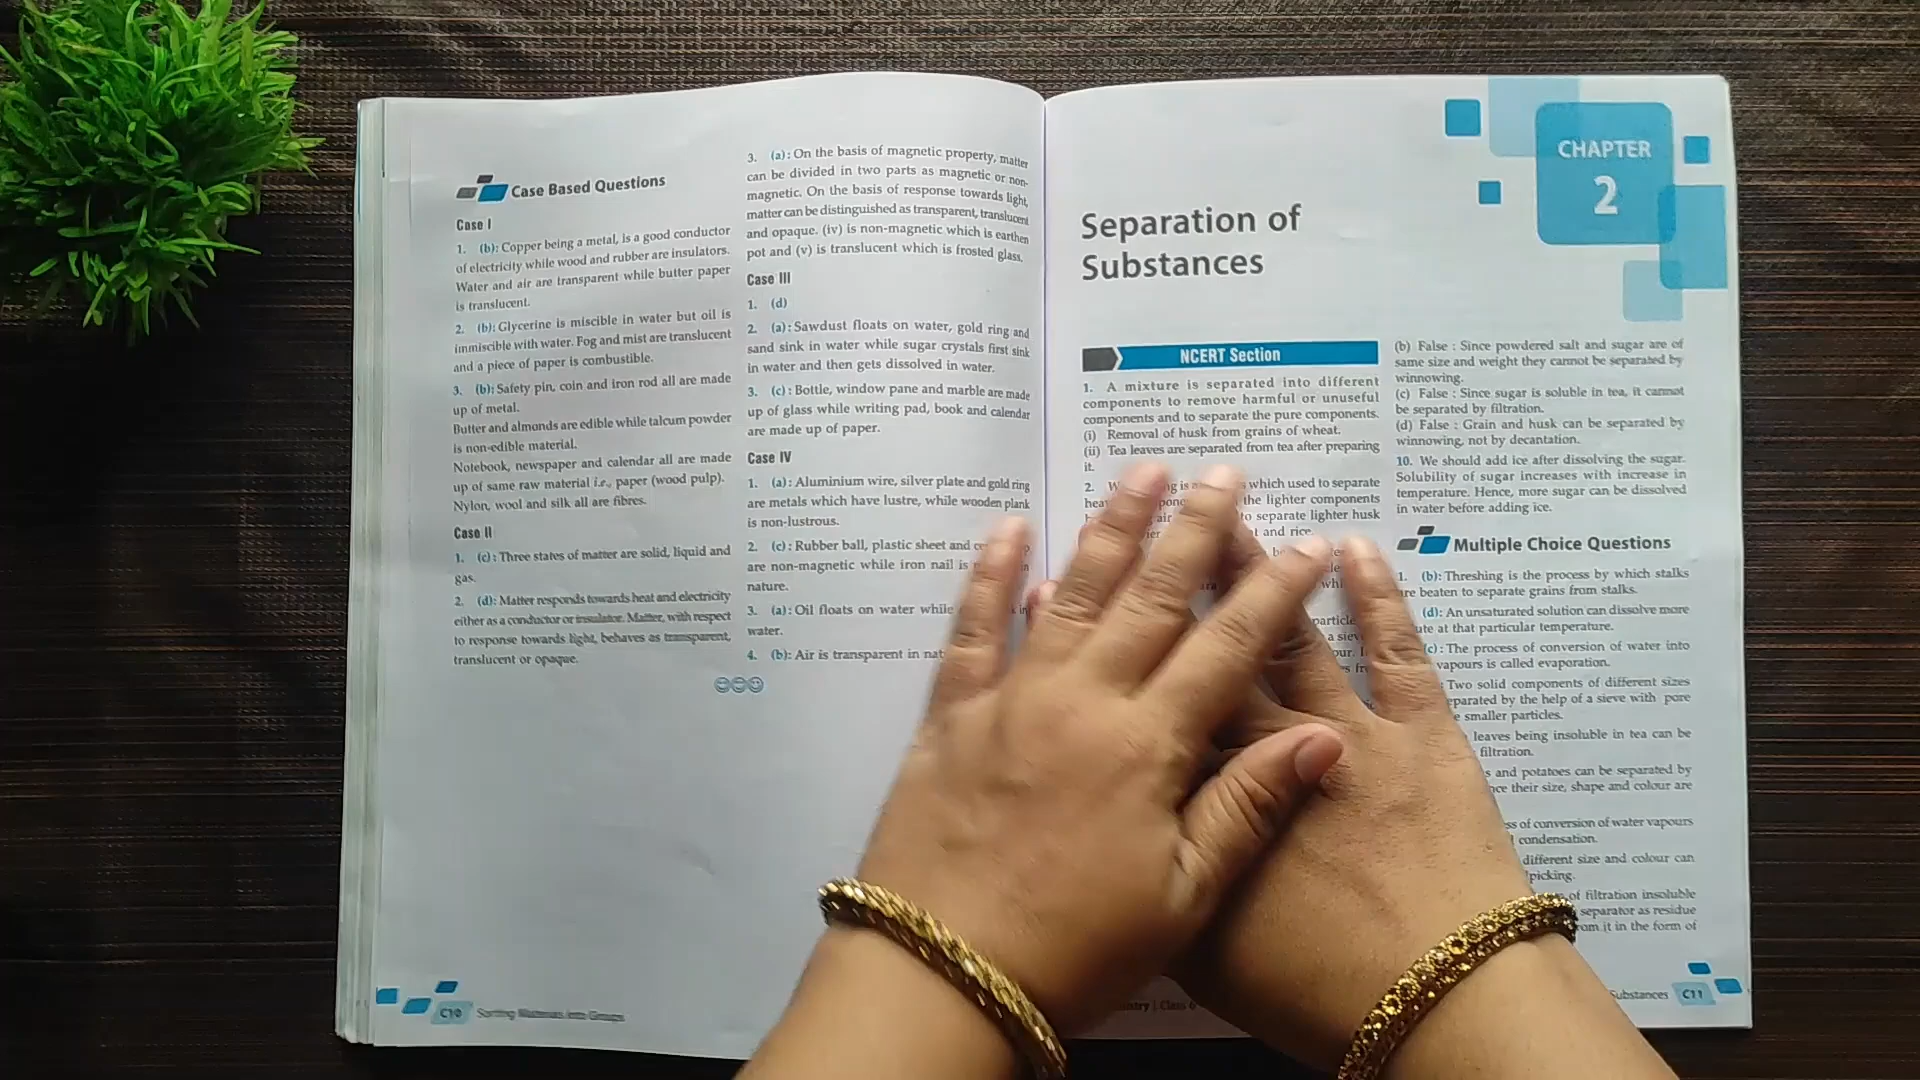 Case Based Questions
Case I
1. (b): Copper being a metal, is a good conductor
of electricity while wood and rubber are insulators.
Water and air are transparent while butter paper
is translucent.
2. (b): Glycerine is miscible in water but oil is
immiscible with water. Fog and mist are translucent
and a piece of paper is combustible.
3. (b): Safety pin, coin and iron rod all are made
up of metal.
Butter and almonds are edible while talcum powder
is non-edible material.
Notebook, newspaper and calendar all are made
up of same raw material i.e., paper (wood pulp).
Nylon, wool and silk all are fibres.
Case II
1. (c): Three states of matter are solid, liquid and
gas.
2. (d): Matter responds towards heat and electricity
either as a conductor or insulator. Matter, with respect
to response towards light, behaves as transparent,
translucent or opaque.
3. (a): On the basis of magnetic property, matter
can be divided in two parts as magnetic or non-
magnetic. On the basis of response towards light,
matter can be distinguished as transparent, translucent
and opaque. (iv) is non-magnetic which is earthen
pot and (v) is translucent which is frosted glass.
Case III
1. (d)
2. (a): Sawdust floats on water, gold ring and
sand sink in water while sugar crystals first sink
in water and then gets dissolved in water.
3. (c): Bottle, window pane and marble are made
up of glass while writing pad, book and calendar
are made up of paper.
Case IV
1. (a): Aluminium wire, silver plate and gold ring
are metals which have lustre, while wooden plank
is non-lustrous.
2. (c): Rubber ball, plastic sheet and
are non-magnetic while iron nail is in
nature.
3. (a): Oil floats on water while in
water.
4. (b): Air is transparent in
C10 Sorting Materials into Groups
CHAPTER
2
Separation of
Substances
NCERT Section
1. A mixture is separated into different
components to remove harmful or unuseful
components and to separate the pure components.
(i) Removal of husk from grains of wheat.
(ii) Tea leaves are separated from tea after preparing
it.
2. is which used to separate
the lighter components
air to separate lighter husk
and rice.
a
(b) False : Since powdered salt and sugar are of
same size and weight they cannot be separated by
winnowing.
(c) False : Since sugar is soluble in tea, it cannot
be separated by filtration.
(d) False : Grain and husk can be separated by
winnowing, not by decantation.
10. We should add ice after dissolving the sugar.
Solubility of sugar increases with increase in
temperature. Hence, more sugar can be dissolved
in water before adding ice.
Multiple Choice Questions
1. (b): Threshing is the process by which stalks
are beaten to separate grains from stalks.
(d): An unsaturated solution can dissolve more
at that particular temperature.
(c): The process of conversion of water into
vapours is called evaporation.
Two solid components of different sizes
by the help of a sieve with pore
smaller particles.
leaves being insoluble in tea can be
filtration.
and potatoes can be separated by
their size, shape and colour are
of conversion of water vapours
condensation.
different size and colour can
picking.
of filtration insoluble
separator as residue
from it in the form of
Class 6
Substances C11